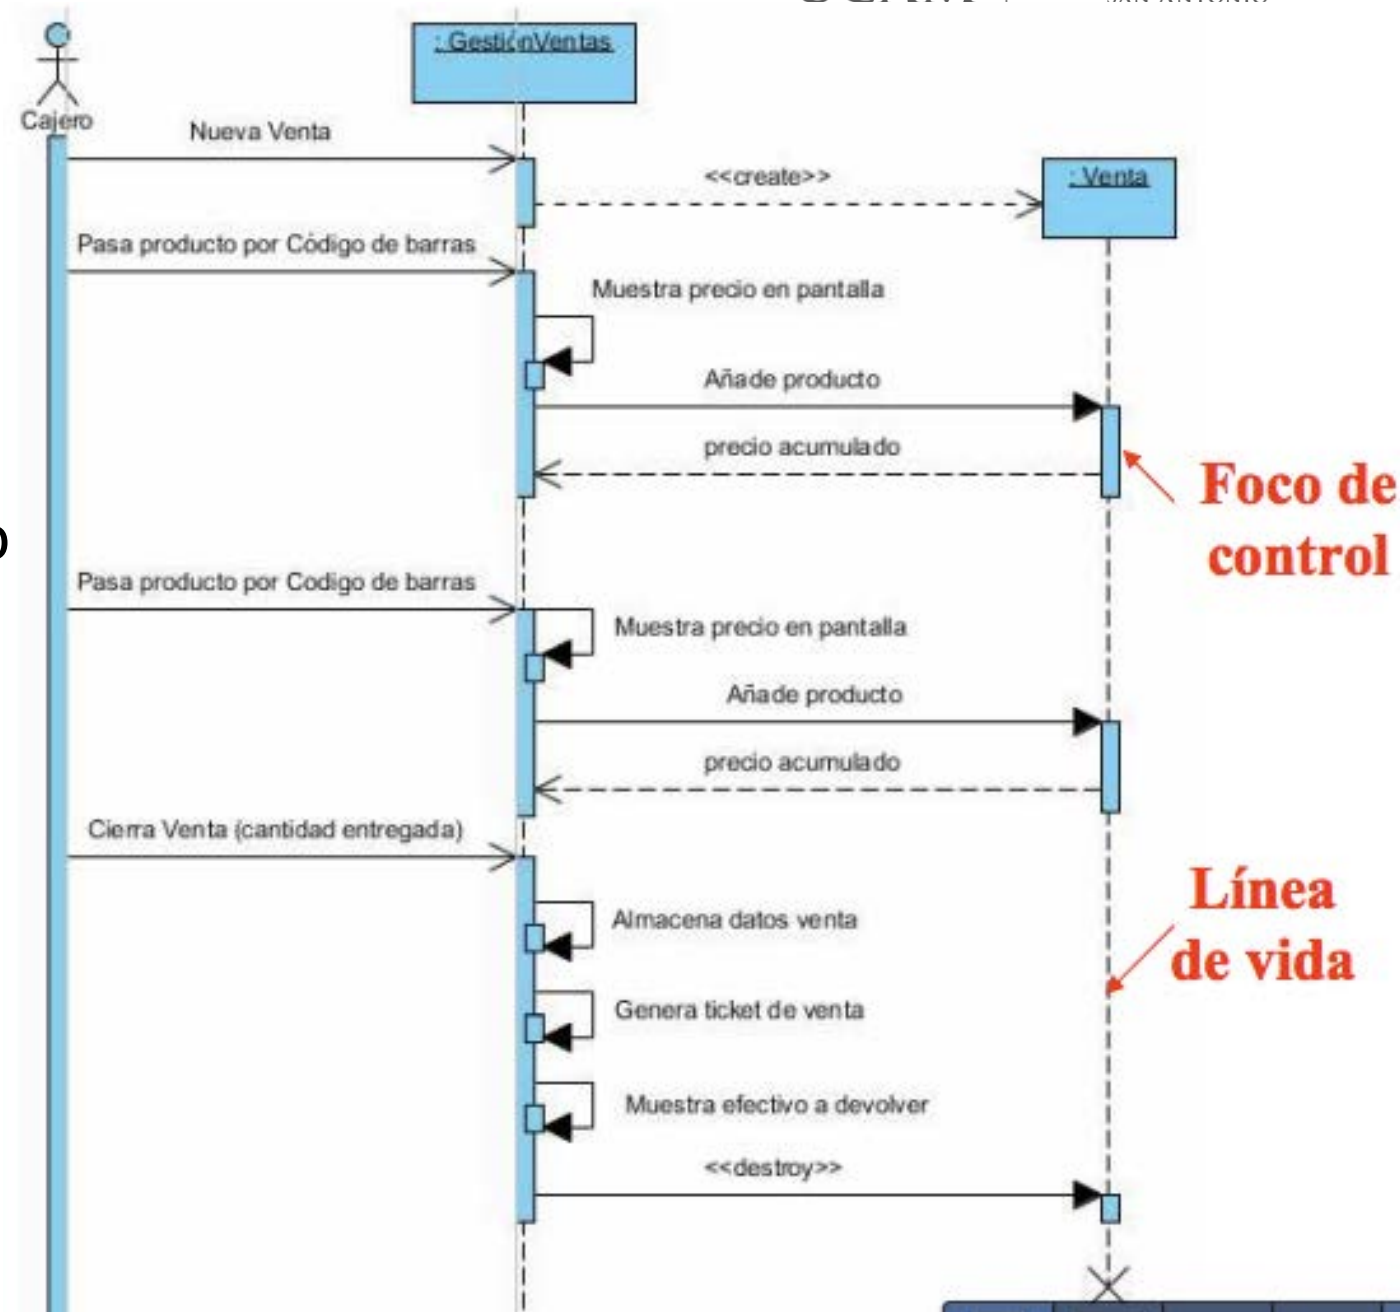 : GestiónVentas
Cajero
Nueva Venta
<<create>>
: Venta
Pasa producto por Código de barras
Muestra precio en pantalla
Añade producto
precio acumulado
Foco de
control
Pasa producto por Codigo de barras
Muestra precio en pantalla
Añade producto
precio acumulado
Cierra Venta (cantidad entregada)
Línea
de vida
Almacena datos venta
Genera ticket de venta
Muestra efectivo a devolver
<<destroy>>